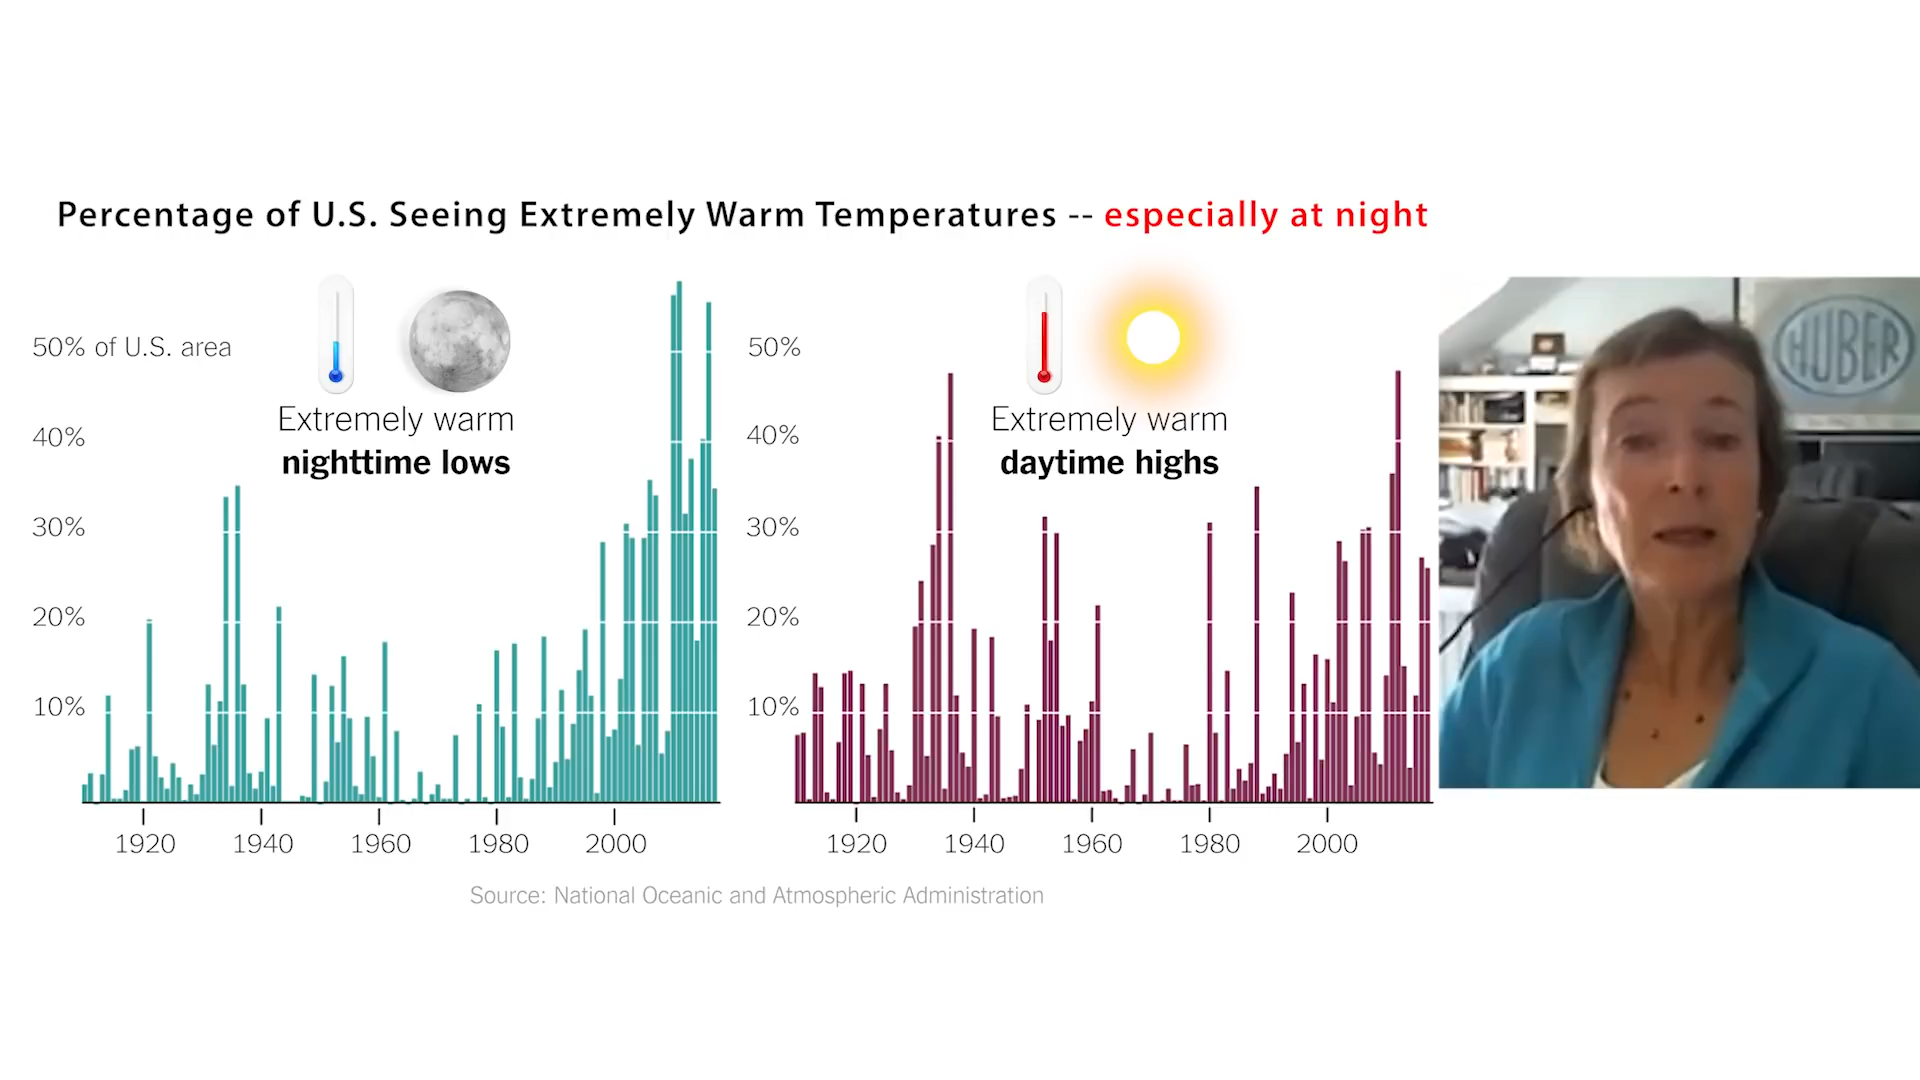 Percentage of U.S. Seeing Extremely Warm Temperatures -- especially at night
50% of U.S. area
40%
30%
20%
10%
Extremely warm
nighttime lows
1920 1940 1960 1980 2000
50%
40%
30%
20%
10%
Extremely warm
daytime highs
1920 1940 1960 1980 2000
Source: National Oceanic and Atmospheric Administration
HUBER